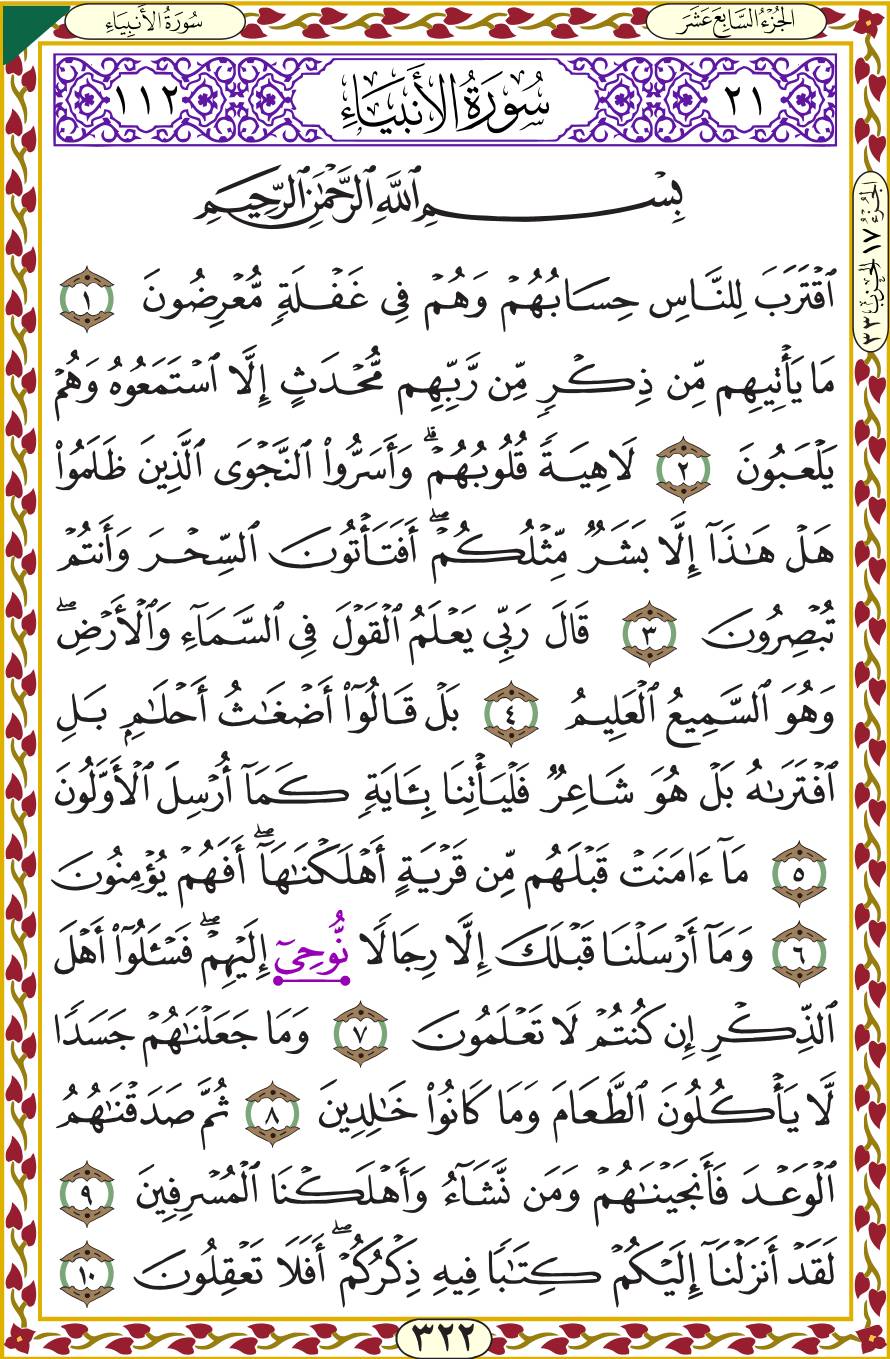 الجُزْءُ السَّابِعَ عَشَرَ
سُورَةُ الأَنبِيَاءِ
٢١ سُورَةُ الأَنبِيَاءِ ١١٢
بِسْمِ ٱللَّهِ ٱلرَّحْمَٰنِ ٱلرَّحِيمِ
ٱقْتَرَبَ لِلنَّاسِ حِسَابُهُمْ وَهُمْ فِى غَفْلَةٍ مُّعْرِضُونَ ١
مَا يَأْتِيهِم مِّن ذِكْرٍ مِّن رَّبِّهِم مُّحْدَثٍ إِلَّا ٱسْتَمَعُوهُ وَهُمْ
يَلْعَبُونَ ٢ لَاهِيَةً قُلُوبُهُمْ ۗ وَأَسَرُّوا۟ ٱلنَّجْوَى ٱلَّذِينَ ظَلَمُوا۟
هَلْ هَٰذَآ إِلَّا بَشَرٌ مِّثْلُكُمْ ۖ أَفَتَأْتُونَ ٱلسِّحْرَ وَأَنتُمْ
تُبْصِرُونَ ٣ قَالَ رَبِّى يَعْلَمُ ٱلْقَوْلَ فِى ٱلسَّمَآءِ وَٱلْأَرْضِ ۖ
وَهُوَ ٱلسَّمِيعُ ٱلْعَلِيمُ ٤ بَلْ قَالُوٓا۟ أَضْغَٰثُ أَحْلَٰمٍۭ بَلِ
ٱفْتَرَىٰهُ بَلْ هُوَ شَاعِرٌ فَلْيَأْتِنَا بِـَٔايَةٍ كَمَآ أُرْسِلَ ٱلْأَوَّلُونَ
٥ مَآ ءَامَنَتْ قَبْلَهُم مِّن قَرْيَةٍ أَهْلَكْنَٰهَآ ۖ أَفَهُمْ يُؤْمِنُونَ
٦ وَمَآ أَرْسَلْنَا قَبْلَكَ إِلَّا رِجَالًا نُّوحِىٓ إِلَيْهِمْ ۖ فَسْـَٔلُوٓا۟ أَهْلَ
ٱلذِّكْرِ إِن كُنتُمْ لَا تَعْلَمُونَ ٧ وَمَا جَعَلْنَٰهُمْ جَسَدًا
لَّا يَأْكُلُونَ ٱلطَّعَامَ وَمَا كَانُوا۟ خَٰلِدِينَ ٨ ثُمَّ صَدَقْنَٰهُمُ
ٱلْوَعْدَ فَأَنجَيْنَٰهُمْ وَمَن نَّشَآءُ وَأَهْلَكْنَا ٱلْمُسْرِفِينَ ٩
لَقَدْ أَنزَلْنَآ إِلَيْكُمْ كِتَٰبًا فِيهِ ذِكْرُكُمْ ۖ أَفَلَا تَعْقِلُونَ ١٠
الجُزْءُ ١٧ الحِزْبُ ٣٣
٣٢٢